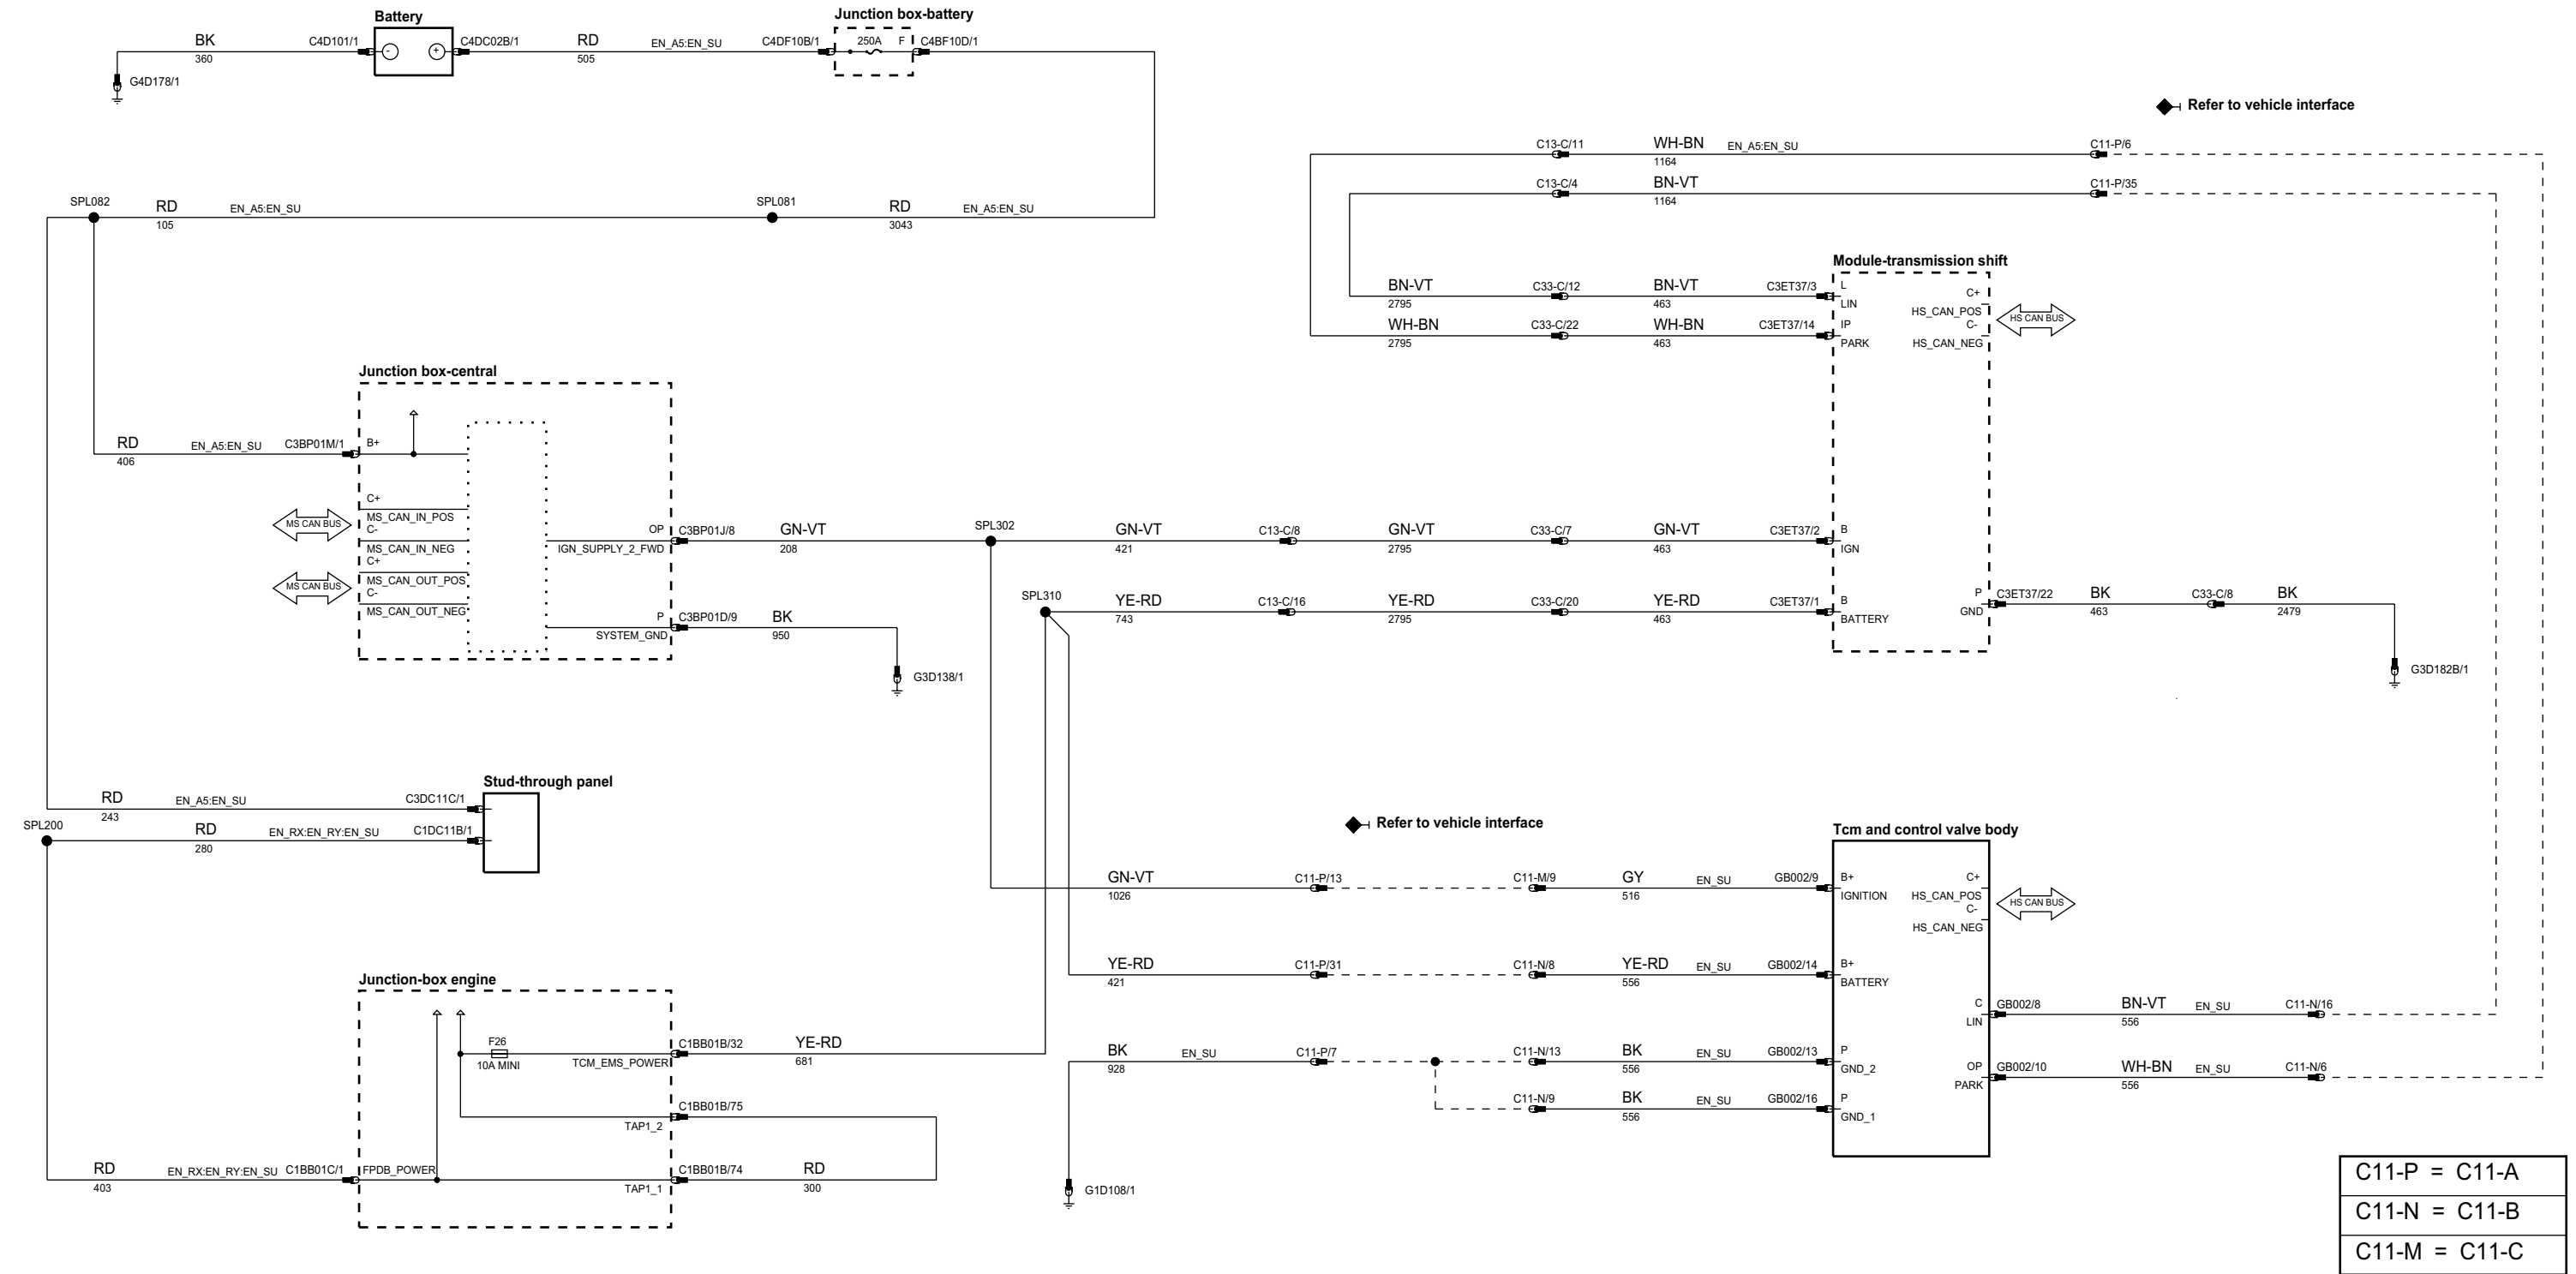 Battery
Junction box-battery
BK
360
C4D101/1
-
+
C4DC02B/1
RD
505
EN_A5:EN_SU
C4DF10B/1
250A
F
C4BF10D/1
G4D178/1
Refer to vehicle interface
C13-C/11
WH-BN
1164
EN_A5:EN_SU
C11-P/6
C13-C/4
BN-VT
1164
C11-P/35
SPL082
RD
105
EN_A5:EN_SU
SPL081
RD
3043
EN_A5:EN_SU
Module-transmission shift
BN-VT
2795
C33-C/12
BN-VT
463
C3ET37/3
L
LIN
WH-BN
2795
C33-C/22
WH-BN
463
C3ET37/14
IP
PARK
C+
HS_CAN_POS
C-
HS_CAN_NEG
HS CAN BUS
Junction box-central
RD
406
EN_A5:EN_SU
C3BP01M/1
B+
MS CAN BUS
C+
MS_CAN_IN_POS
C-
MS_CAN_IN_NEG
MS CAN BUS
C+
MS_CAN_OUT_POS
C-
MS_CAN_OUT_NEG
OP
IGN_SUPPLY_2_FWD
C3BP01J/8
GN-VT
208
SPL302
GN-VT
421
C13-C/8
GN-VT
2795
C33-C/7
GN-VT
463
C3ET37/2
B
IGN
P
SYSTEM_GND
C3BP01D/9
BK
950
G3D138/1
SPL310
YE-RD
743
C13-C/16
YE-RD
2795
C33-C/20
YE-RD
463
C3ET37/1
B
BATTERY
P
GND
C3ET37/22
BK
463
C33-C/8
BK
2479
G3D182B/1
Stud-through panel
RD
243
EN_A5:EN_SU
C3DC11C/1
SPL200
RD
280
EN_RX:EN_RY:EN_SU
C1DC11B/1
Refer to vehicle interface
Tcm and control valve body
GN-VT
1026
C11-P/13
C11-M/9
GY
516
EN_SU
GB002/9
B+
IGNITION
C+
HS_CAN_POS
C-
HS_CAN_NEG
HS CAN BUS
YE-RD
421
C11-P/31
C11-N/8
YE-RD
556
EN_SU
GB002/14
B+
BATTERY
C
LIN
GB002/8
BN-VT
556
EN_SU
C11-N/16
BK
928
EN_SU
C11-P/7
C11-N/13
BK
556
EN_SU
GB002/13
P
GND_2
OP
PARK
GB002/10
WH-BN
556
EN_SU
C11-N/6
C11-N/9
BK
556
EN_SU
GB002/16
P
GND_1
G1D108/1
Junction-box engine
F26
10A MINI
TCM_EMS_POWER
C1BB01B/32
YE-RD
681
C1BB01B/75
TAP1_2
RD
403
EN_RX:EN_RY:EN_SU
C1BB01C/1
FPDB_POWER
TAP1_1
C1BB01B/74
RD
300
C11-P = C11-A
C11-N = C11-B
C11-M = C11-C